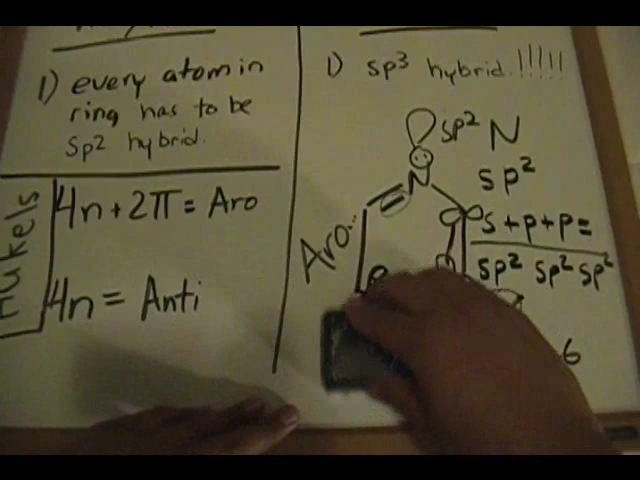 1) every atom in
ring has to be
Sp2 hybrid.
Hukels
4n+2π = Aro
4n = Anti
1) sp³ hybrid.!!!!!
sp² N
sp²
N
Aro..
s+p+p=
sp² sp² sp²
6